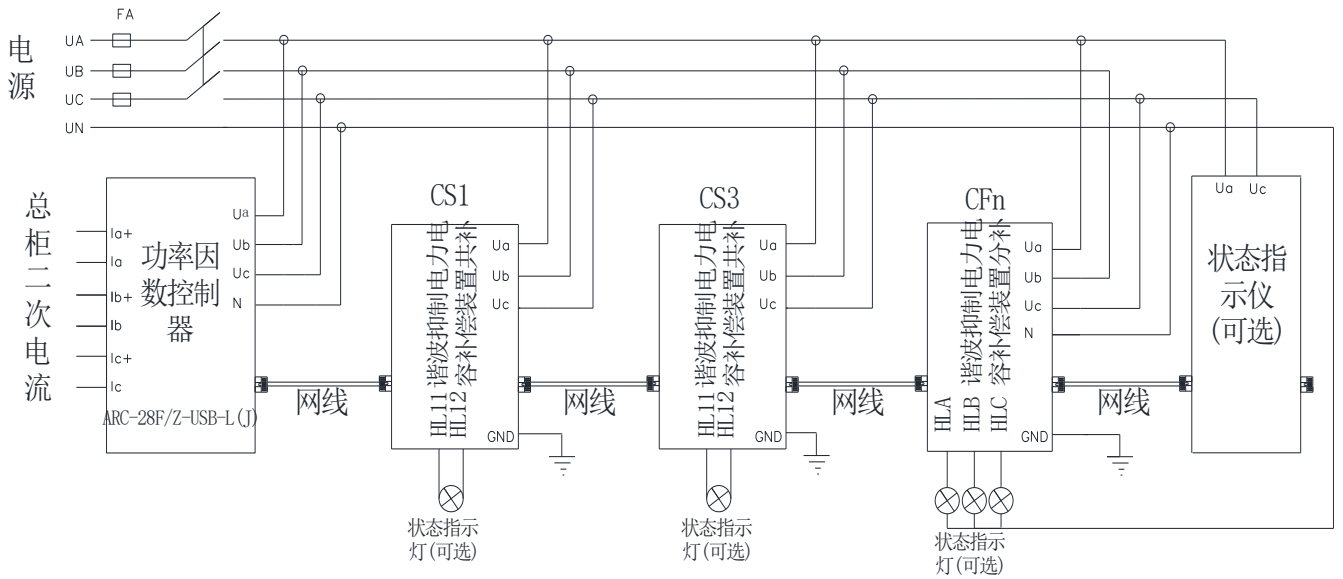 FA
电源
UA
UB
UC
UN
总柜二次电流
Ia+
Ia
Ib+
Ib
Ic+
Ic
功率因
数控制
器
Ua
Ub
Uc
N
ARC-28F/Z-USB-L(J)
网线
CS1
HL11 谐波抑制电力电
HL12 容补偿装置共补
Ua
Ub
Uc
GND
状态指示
灯(可选)
网线
CS3
HL11 谐波抑制电力电
HL12 容补偿装置共补
Ua
Ub
Uc
GND
状态指示
灯(可选)
网线
CFn
HLA
HLB 谐波抑制电力电
HLC 容补偿装置分补
Ua
Ub
Uc
N
GND
状态指示
灯(可选)
网线
Ua Uc
状态指
示仪
(可选)